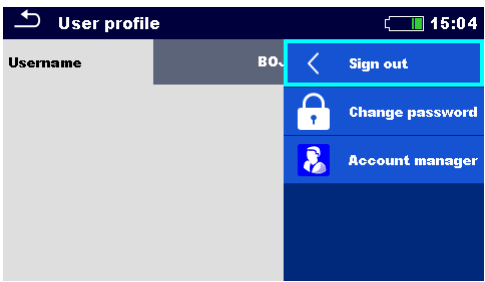 User profile 15:04
Username BOJ Sign out
Change password
Account manager